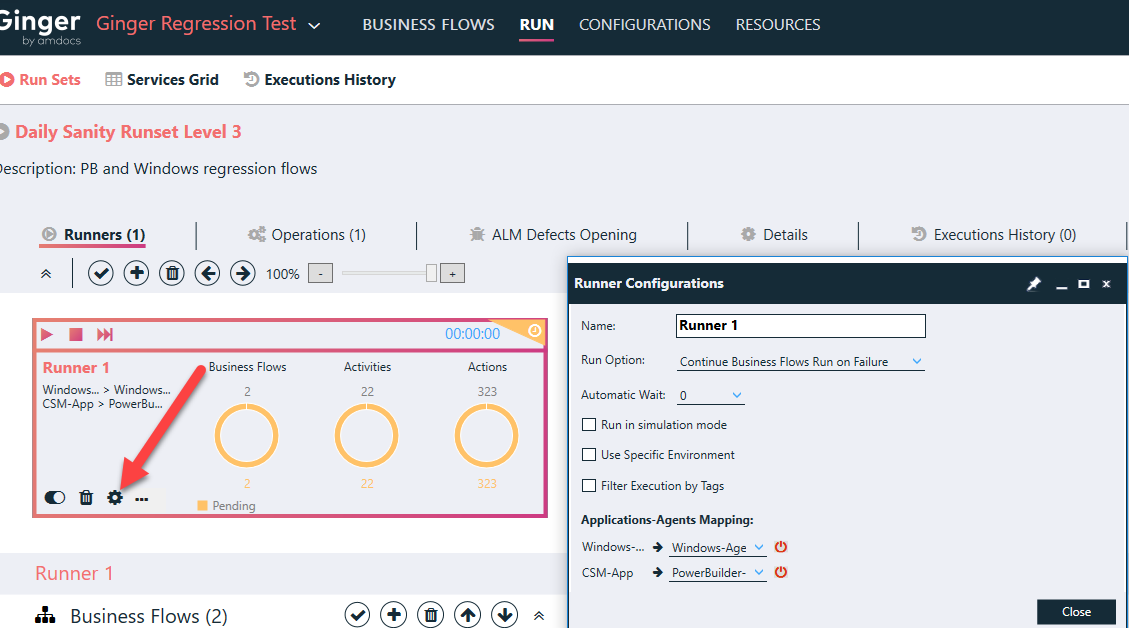 Ginger
by amdocs
Ginger Regression Test
BUSINESS FLOWS
RUN
CONFIGURATIONS
RESOURCES
Run Sets
Services Grid
Executions History
Daily Sanity Runset Level 3
Description: PB and Windows regression flows
Runners (1)
Operations (1)
ALM Defects Opening
Details
Executions History (0)
100%
-
+
00:00:00
Runner 1
Windows... > Windows...
CSM-App > PowerBu...
Business Flows
2
2
Activities
22
22
Actions
323
323
Pending
Runner 1
Business Flows (2)
Runner Configurations
Name:
Runner 1
Run Option:
Continue Business Flows Run on Failure
Automatic Wait:
0
Run in simulation mode
Use Specific Environment
Filter Execution by Tags
Applications-Agents Mapping:
Windows-...
Windows-Age
CSM-App
PowerBuilder-
Close